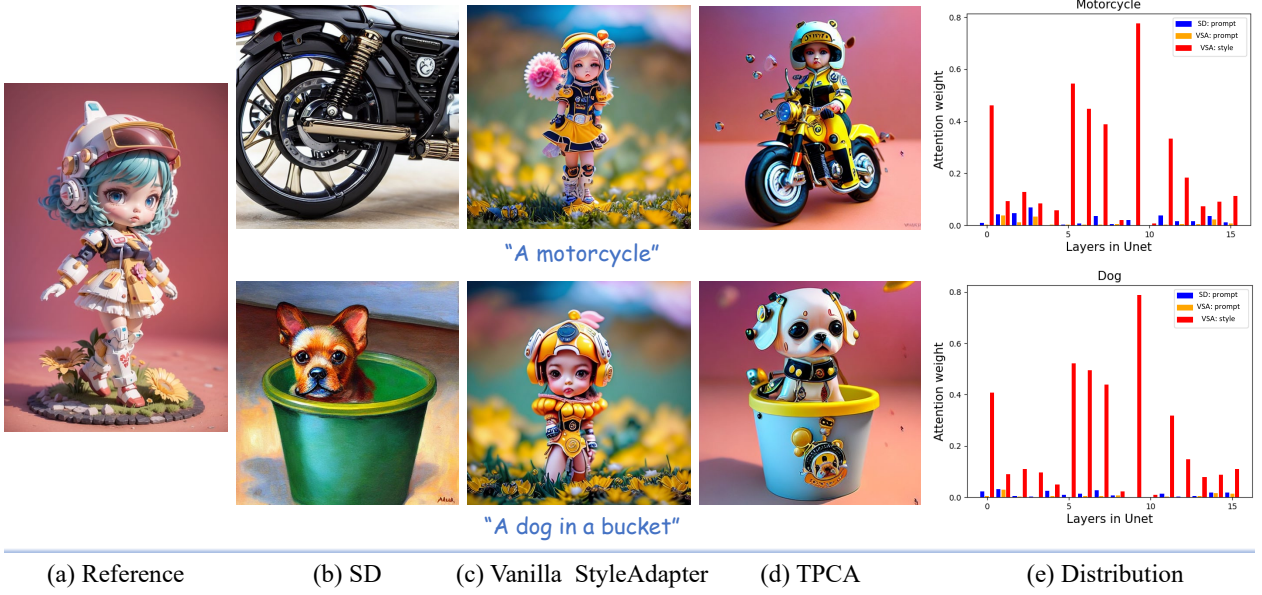 Motorcycle
0.8
0.6
0.4
0.2
0.0
Attention weight
SD: prompt
VSA: prompt
VSA: style
0 5 10 15
Layers in Unet
“A motorcycle”
Dog
0.8
0.6
0.4
0.2
0.0
Attention weight
SD: prompt
VSA: prompt
VSA: style
0 5 10 15
Layers in Unet
“A dog in a bucket”
(a) Reference (b) SD (c) Vanilla StyleAdapter (d) TPCA (e) Distribution